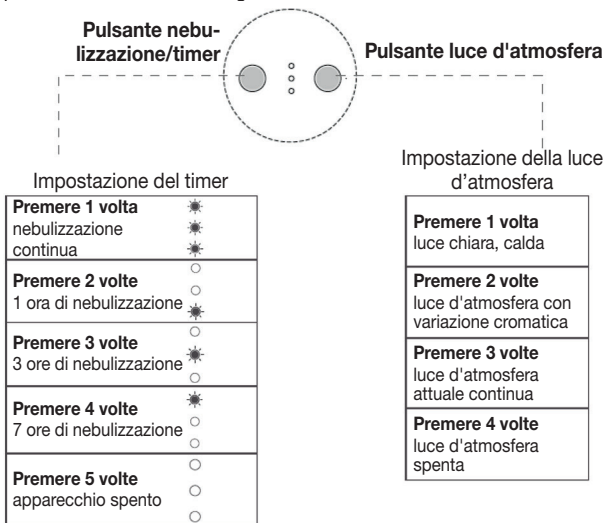 Pulsante nebu-
lizzazione/timer
Pulsante luce d'atmosfera
Impostazione del timer
Premere 1 volta
nebulizzazione
continua
Premere 2 volte
1 ora di nebulizzazione
Premere 3 volte
3 ore di nebulizzazione
Premere 4 volte
7 ore di nebulizzazione
Premere 5 volte
apparecchio spento
Impostazione della luce
d’atmosfera
Premere 1 volta
luce chiara, calda
Premere 2 volte
luce d'atmosfera con
variazione cromatica
Premere 3 volte
luce d'atmosfera
attuale continua
Premere 4 volte
luce d'atmosfera
spenta